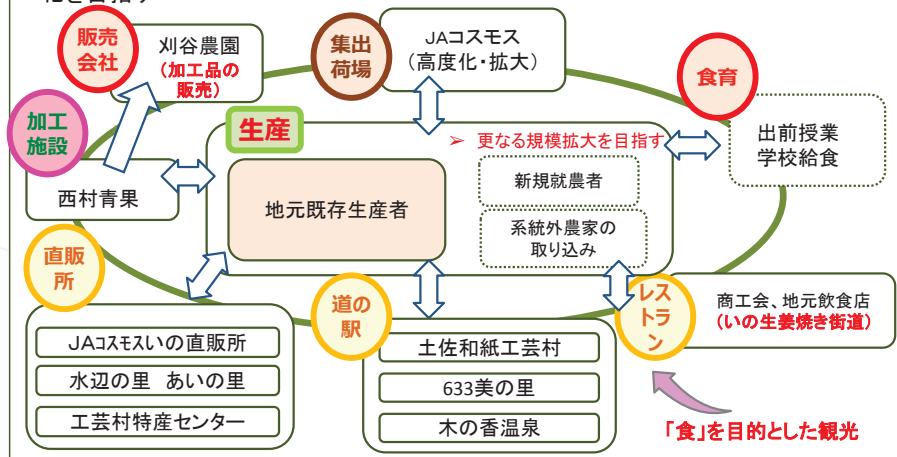 販売
会社
刈谷農園
(加工品の
販売)
集出
荷場
JAコスモス
(高度化・拡大)
食育
出前授業
学校給食
加工
施設
西村青果
生産
➢ 更なる規模拡大を目指す
地元既存生産者
新規就農者
系統外農家の
取り込み
直販
所
JAコスモスいの直販所
水辺の里 あいの里
工芸村特産センター
道の
駅
土佐和紙工芸村
633美の里
木の香温泉
レス
トラ
ン
商工会、地元飲食店
(いの生姜焼き街道)
「食」を目的とした観光